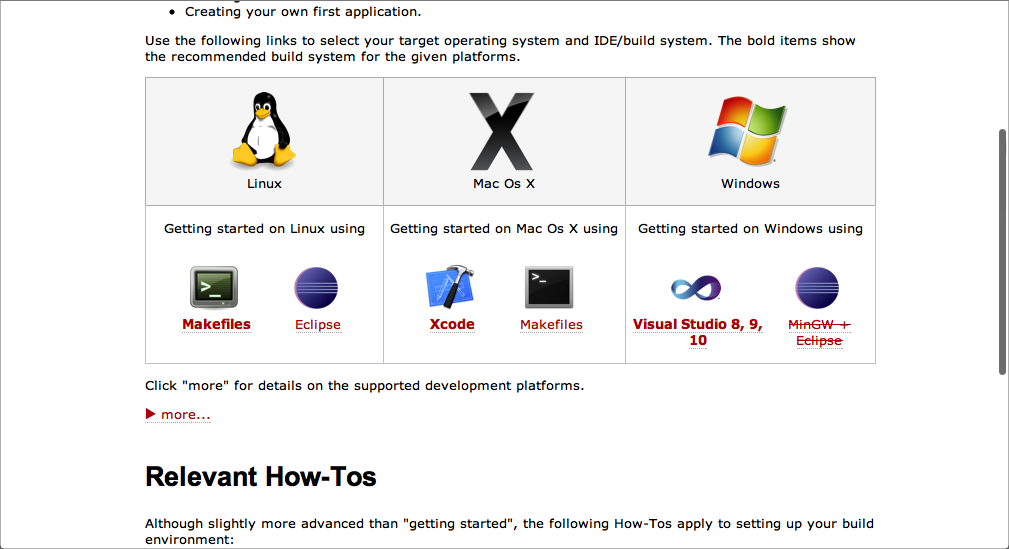 Creating your own first application.
Use the following links to select your target operating system and IDE/build system. The bold items show
the recommended build system for the given platforms.
Linux
Mac Os X
Windows
Getting started on Linux using
Getting started on Mac Os X using
Getting started on Windows using
Makefiles
Eclipse
Xcode
Makefiles
Visual Studio 8, 9,
10
MinGW +
Eclipse
Click "more" for details on the supported development platforms.
more...
Relevant How-Tos
Although slightly more advanced than "getting started", the following How-Tos apply to setting up your build
environment: